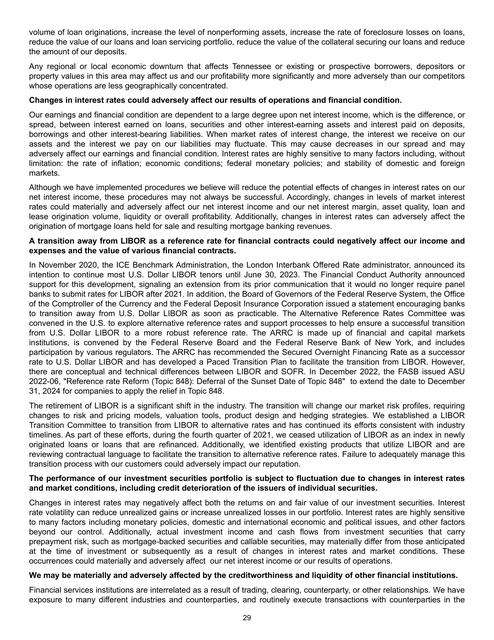 volume of loan originations, increase the level of nonperforming assets, increase the rate of foreclosure losses on loans,
reduce the value of our loans and loan servicing portfolio, reduce the value of the collateral securing our loans and reduce
the amount of our deposits.
Any regional or local economic downturn that affects Tennessee or existing or prospective borrowers, depositors or
property values in this area may affect us and our profitability more significantly and more adversely than our competitors
whose operations are less geographically concentrated.
Changes in interest rates could adversely affect our results of operations and financial condition.
Our earnings and financial condition are dependent to a large degree upon net interest income, which is the difference, or
spread, between interest earned on loans, securities and other interest-earning assets and interest paid on deposits,
borrowings and other interest-bearing liabilities. When market rates of interest change, the interest we receive on our
assets and the interest we pay on our liabilities may fluctuate. This may cause decreases in our spread and may
adversely affect our earnings and financial condition. Interest rates are highly sensitive to many factors including, without
limitation: the rate of inflation; economic conditions; federal monetary policies; and stability of domestic and foreign
markets.
Although we have implemented procedures we believe will reduce the potential effects of changes in interest rates on our
net interest income, these procedures may not always be successful. Accordingly, changes in levels of market interest
rates could materially and adversely affect our net interest income and our net interest margin, asset quality, loan and
lease origination volume, liquidity or overall profitability. Additionally, changes in interest rates can adversely affect the
origination of mortgage loans held for sale and resulting mortgage banking revenues.
A transition away from LIBOR as a reference rate for financial contracts could negatively affect our income and
expenses and the value of various financial contracts.
In November 2020, the ICE Benchmark Administration, the London Interbank Offered Rate administrator, announced its
intention to continue most U.S. Dollar LIBOR tenors until June 30, 2023. The Financial Conduct Authority announced
support for this development, signaling an extension from its prior communication that it would no longer require panel
banks to submit rates for LIBOR after 2021. In addition, the Board of Governors of the Federal Reserve System, the Office
of the Comptroller of the Currency and the Federal Deposit Insurance Corporation issued a statement encouraging banks
to transition away from U.S. Dollar LIBOR as soon as practicable. The Alternative Reference Rates Committee was
convened in the U.S. to explore alternative reference rates and support processes to help ensure a successful transition
from U.S. Dollar LIBOR to a more robust reference rate. The ARRC is made up of financial and capital markets
institutions, is convened by the Federal Reserve Board and the Federal Reserve Bank of New York, and includes
participation by various regulators. The ARRC has recommended the Secured Overnight Financing Rate as a successor
rate to U.S. Dollar LIBOR and has developed a Paced Transition Plan to facilitate the transition from LIBOR. However,
there are conceptual and technical differences between LIBOR and SOFR. In December 2022, the FASB issued ASU
2022-06, "Reference rate Reform (Topic 848): Deferral of the Sunset Date of Topic 848" to extend the date to December
31, 2024 for companies to apply the relief in Topic 848.
The retirement of LIBOR is a significant shift in the industry. The transition will change our market risk profiles, requiring
changes to risk and pricing models, valuation tools, product design and hedging strategies. We established a LIBOR
Transition Committee to transition from LIBOR to alternative rates and has continued its efforts consistent with industry
timelines. As part of these efforts, during the fourth quarter of 2021, we ceased utilization of LIBOR as an index in newly
originated loans or loans that are refinanced. Additionally, we identified existing products that utilize LIBOR and are
reviewing contractual language to facilitate the transition to alternative reference rates. Failure to adequately manage this
transition process with our customers could adversely impact our reputation.
The performance of our investment securities portfolio is subject to fluctuation due to changes in interest rates
and market conditions, including credit deterioration of the issuers of individual securities.
Changes in interest rates may negatively affect both the returns on and fair value of our investment securities. Interest
rate volatility can reduce unrealized gains or increase unrealized losses in our portfolio. Interest rates are highly sensitive
to many factors including monetary policies, domestic and international economic and political issues, and other factors
beyond our control. Additionally, actual investment income and cash flows from investment securities that carry
prepayment risk, such as mortgage-backed securities and callable securities, may materially differ from those anticipated
at the time of investment or subsequently as a result of changes in interest rates and market conditions. These
occurrences could materially and adversely affect our net interest income or our results of operations.
We may be materially and adversely affected by the creditworthiness and liquidity of other financial institutions.
Financial services institutions are interrelated as a result of trading, clearing, counterparty, or other relationships. We have
exposure to many different industries and counterparties, and routinely execute transactions with counterparties in the
29